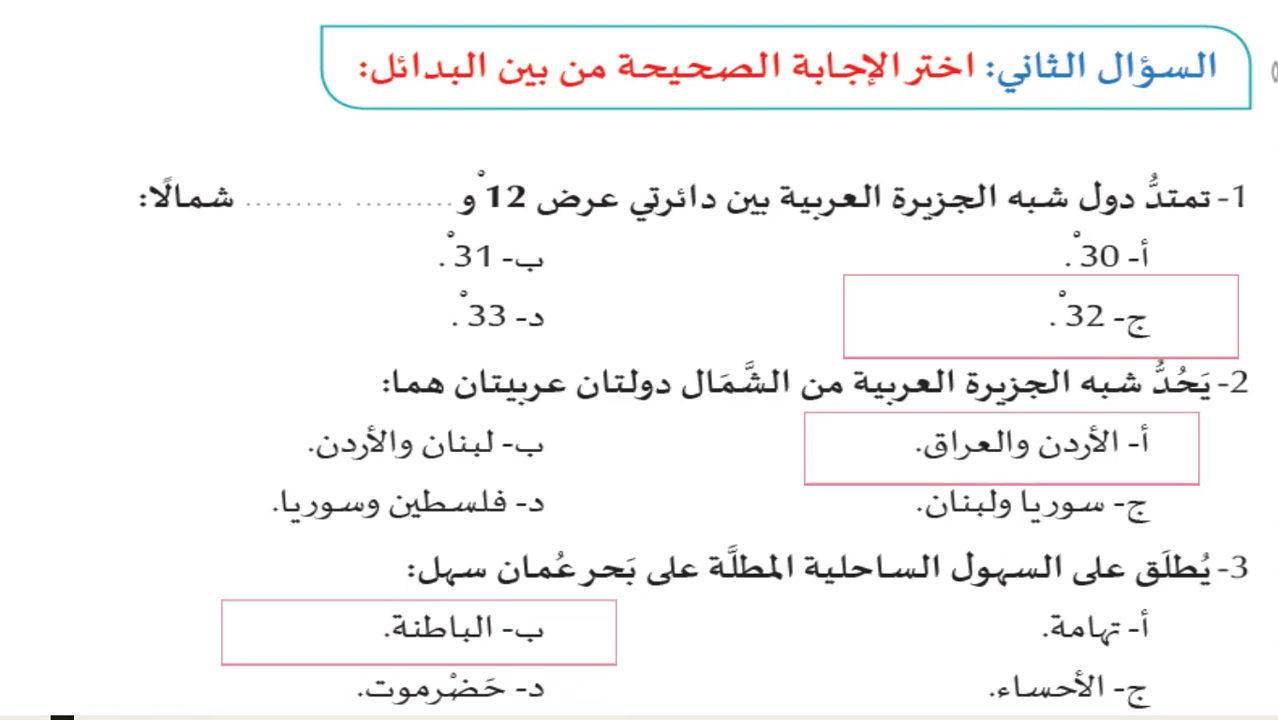 السؤال الثاني: اختر الإجابة الصحيحة من بين البدائل:
1- تمتدُّ دول شبه الجزيرة العربية بين دائرتي عرض 12 ْ و .......... .......... شمالًا:
أ- 30 ْ. ب- 31 ْ.
ج- 32 ْ. د- 33 ْ.
2- يَحُدُّ شبه الجزيرة العربية من الشَّمَال دولتان عربيتان هما:
أ- الأردن والعراق. ب- لبنان والأردن.
ج- سوريا ولبنان. د- فلسطين وسوريا.
3- يُطلَق على السهول الساحلية المطلَّة على بَحر عُمان سهل:
أ- تهامة. ب- الباطنة.
ج- الأحساء. د- حَضْرموت.